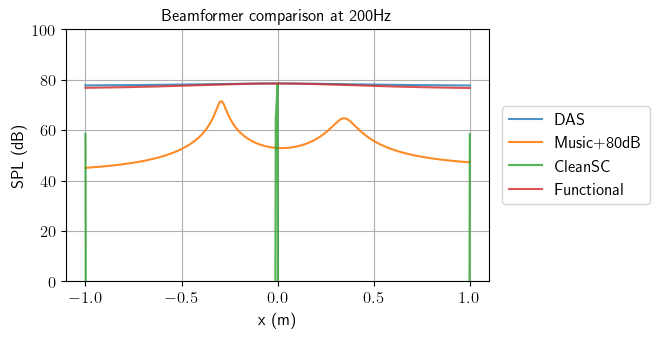 Beamformer comparison at 200Hz
100
80
60
40
20
0
SPL (dB)
−1.0
−0.5
0.0
0.5
1.0
x (m)
DAS
Music+80dB
CleanSC
Functional